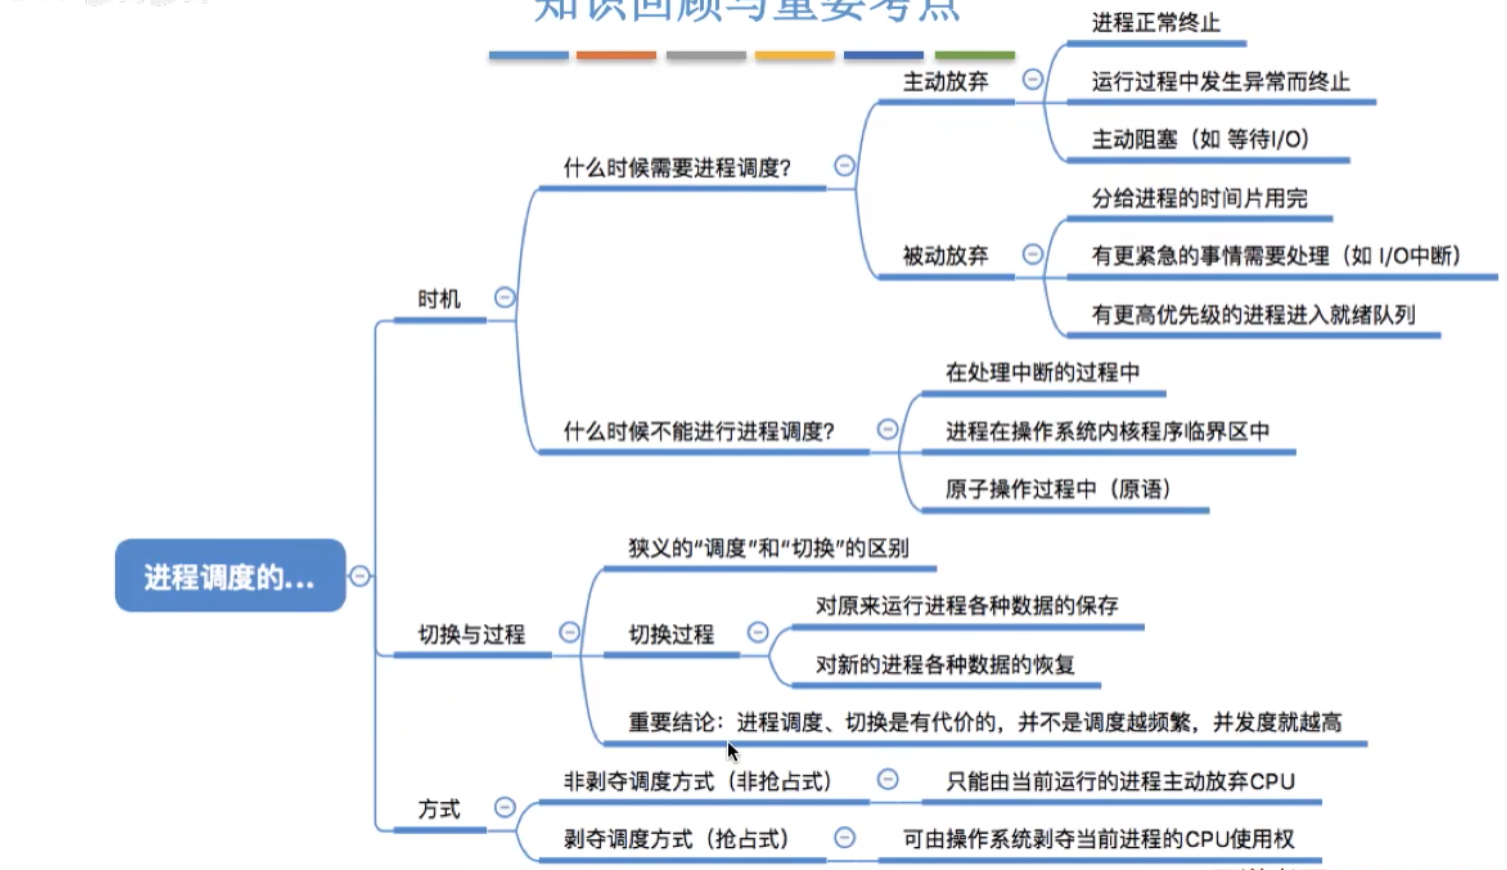 知识回顾与重要考点
进程正常终止
主动放弃
运行过程中发生异常而终止
主动阻塞（如 等待I/O）
什么时候需要进程调度？
分给进程的时间片用完
被动放弃
有更紧急的事情需要处理（如 I/O中断）
有更高优先级的进程进入就绪队列
时机
在处理中断的过程中
什么时候不能进行进程调度？
进程在操作系统内核程序临界区中
原子操作过程中（原语）
进程调度的...
狭义的“调度”和“切换”的区别
对原来运行进程各种数据的保存
切换与过程
切换过程
对新的进程各种数据的恢复
重要结论：进程调度、切换是有代价的，并不是调度越频繁，并发度就越高
非剥夺调度方式（非抢占式）
只能由当前运行的进程主动放弃CPU
方式
剥夺调度方式（抢占式）
可由操作系统剥夺当前进程的CPU使用权